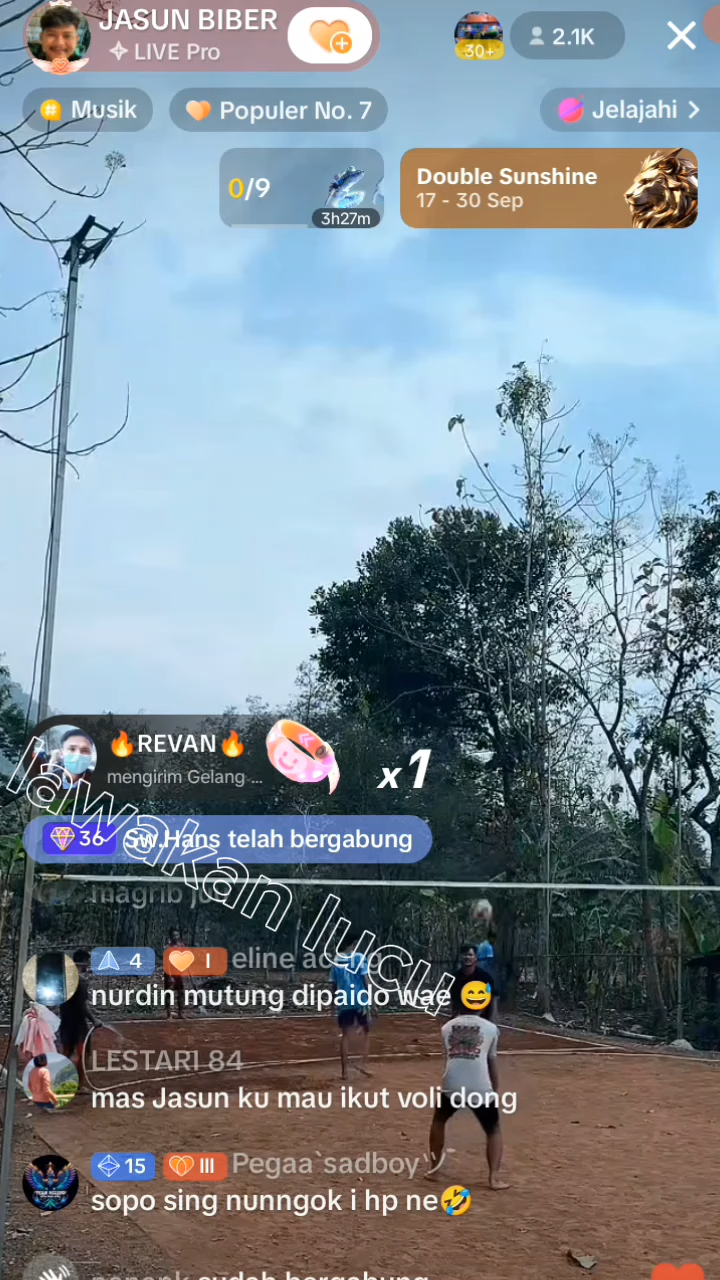 JASUN BIBER
LIVE Pro
30+
2.1K
Musik
Populer No. 7
Jelajahi
0/9
3h27m
Double Sunshine
17 - 30 Sep
🔥REVAN🔥
mengirim Gelang ...
x1
36 Sw.Hans telah bergabung
lawakan lucu
magrib
4 I eline
nurdin mutung dipaido wae 😅
LESTARI 84
mas Jasun ku mau ikut voli dong
15 III Pegaa`sadboy
sopo sing nunngok i hp ne🤣
sudah bergabung